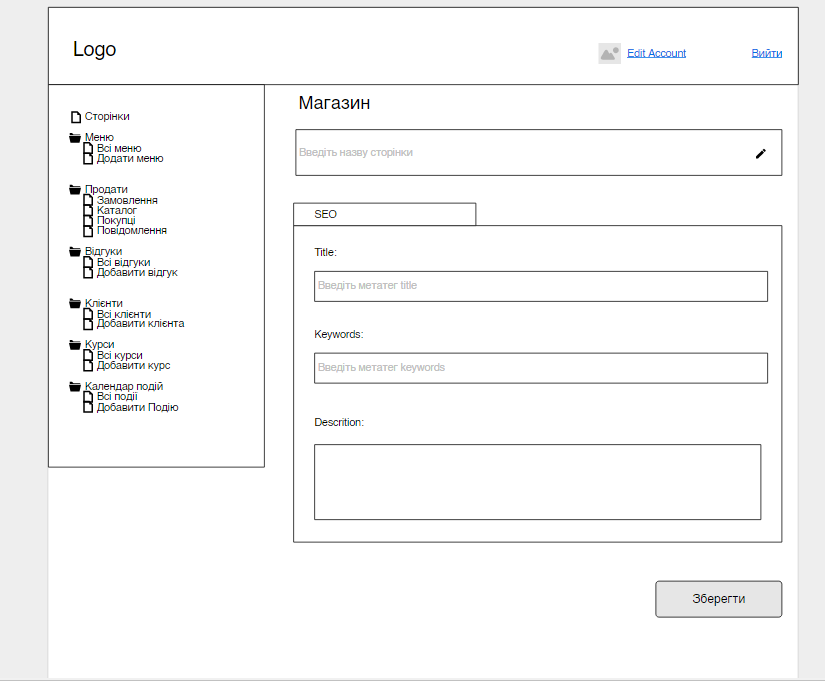 Logo
Edit Account
Вийти
Сторінки
Меню
Всі меню
Додати меню
Продати
Замовлення
Каталог
Покупці
Повідомлення
Відгуки
Всі відгуки
Добавити відгук
Клієнти
Всі клієнти
Добавити клієнта
Курси
Всі курси
Добавити курс
Календар подій
Всі події
Добавити Подію
Магазин
Введіть назву сторінки
SEO
Title:
Введіть метатег title
Keywords:
Введіть метатег keywords
Descrition:
Зберегти